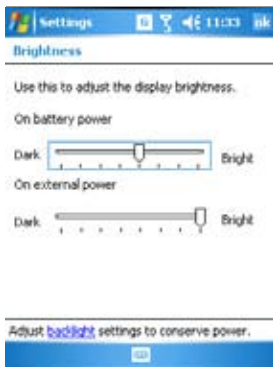 Settings 11:33 ok
Brightness
Use this to adjust the display brightness.
On battery power
Dark Bright
On external power
Dark Bright
Adjust backlight settings to conserve power.